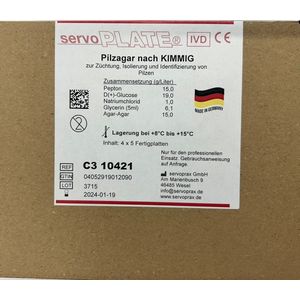 servoPLATE® IVD CE
Pilzagar nach KIMMIG
zur Züchtung, Isolierung und Identifizierung von
Pilzen
Zusammensetzung (g/Liter)
Pepton 15,0
D(+)-Glucose 19,0
Natriumchlorid 1,0
Glycerin (5ml) 6,1
Agar-Agar 15,0
MADE IN GERMANY
Lagerung bei +8°C bis +15°C
Inhalt: 4 x 5 Fertigplatten
REF C3 10421
GTIN 04052919012090
LOT 3715
2024-01-19
Nur für den professionellen
Einsatz. Gebrauchsanweisung
auf Anfrage.
servoprax GmbH
Am Marienbusch 9
46485 Wesel
www.servoprax.de